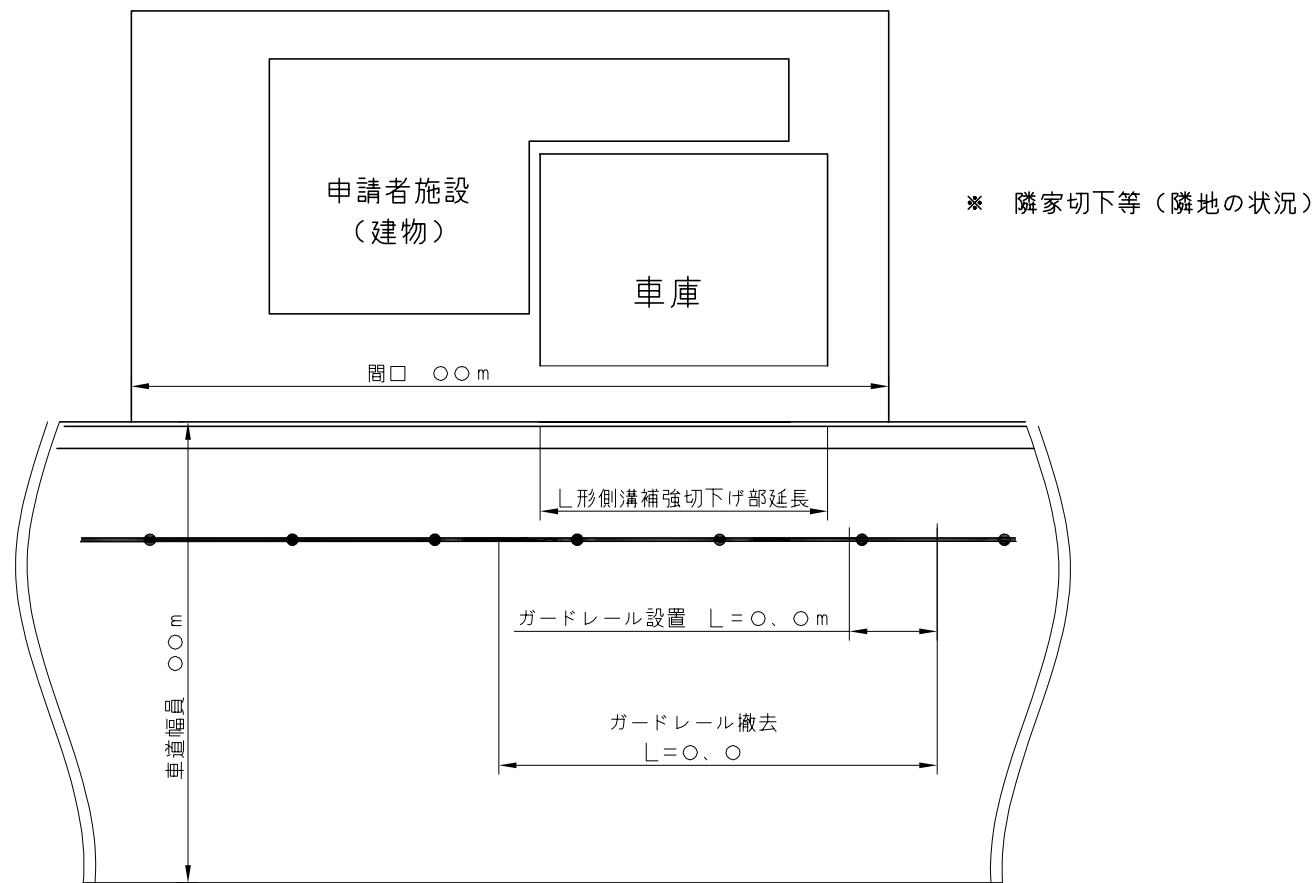 申請者施設
（建物）
※　隣家切下等（隣地の状況）
車庫
間口　○○m
L形側溝補強切下げ部延長
ガードレール設置　L＝○、○m
車道幅員　○○m
ガードレール撤去
L＝○、○